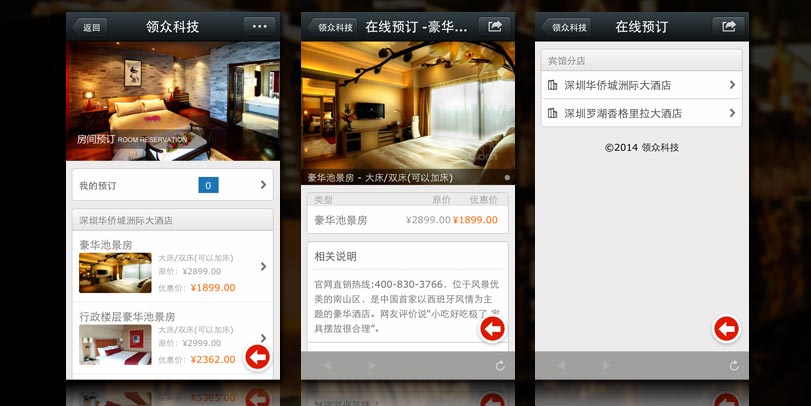 返回
领众科技
房间预订 ROOM RESERVATION
我的预订 0
深圳华侨城洲际大酒店
豪华池景房
大床/双床(可以加床)
原价：¥2899.00
优惠价：¥1899.00
行政楼层豪华池景房
大床/双床(可以加床)
原价：¥2999.00
优惠价：¥2362.00
领众科技
在线预订 -豪华...
豪华池景房 - 大床/双床(可以加床)
类型 原价 优惠价
豪华池景房 ¥2899.00 ¥1899.00
相关说明
官网直销热线:400-830-3766，位于风景优
美的南山区，是中国首家以西班牙风情为主
题的豪华酒店。网友评价说“小吃好吃极了 家
具摆放很合理”。
领众科技
在线预订
宾馆分店
深圳华侨城洲际大酒店
深圳罗湖香格里拉大酒店
©2014 领众科技